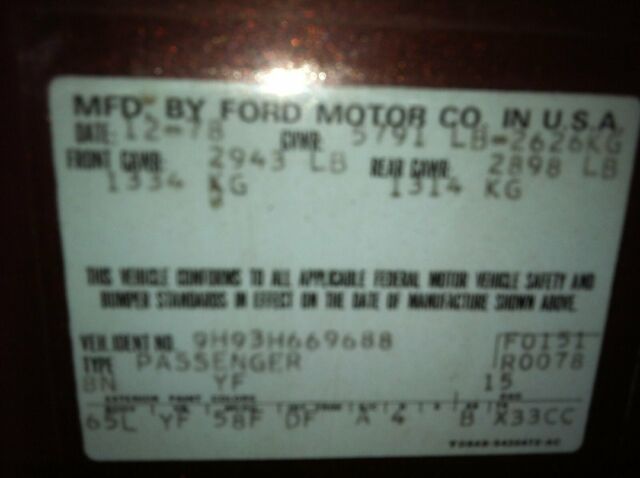 MFD. BY FORD MOTOR CO. IN U.S.A.
DATE: 12-78 GVWR: 5791 LB=2626KG
FRONT GAWR: 2943 LB REAR GAWR: 2898 LB
1334 KG 1314 KG
THIS VEHICLE CONFORMS TO ALL APPLICABLE FEDERAL MOTOR VEHICLE SAFETY AND
BUMPER STANDARDS IN EFFECT ON THE DATE OF MANUFACTURE SHOWN ABOVE.
VEH. IDENT NO. 9H93H669688 F0151
TYPE PASSENGER R0078
8N YF 15
EXTERIOR PAINT COLORS
65L YF 58F DF A 4 B X33CC